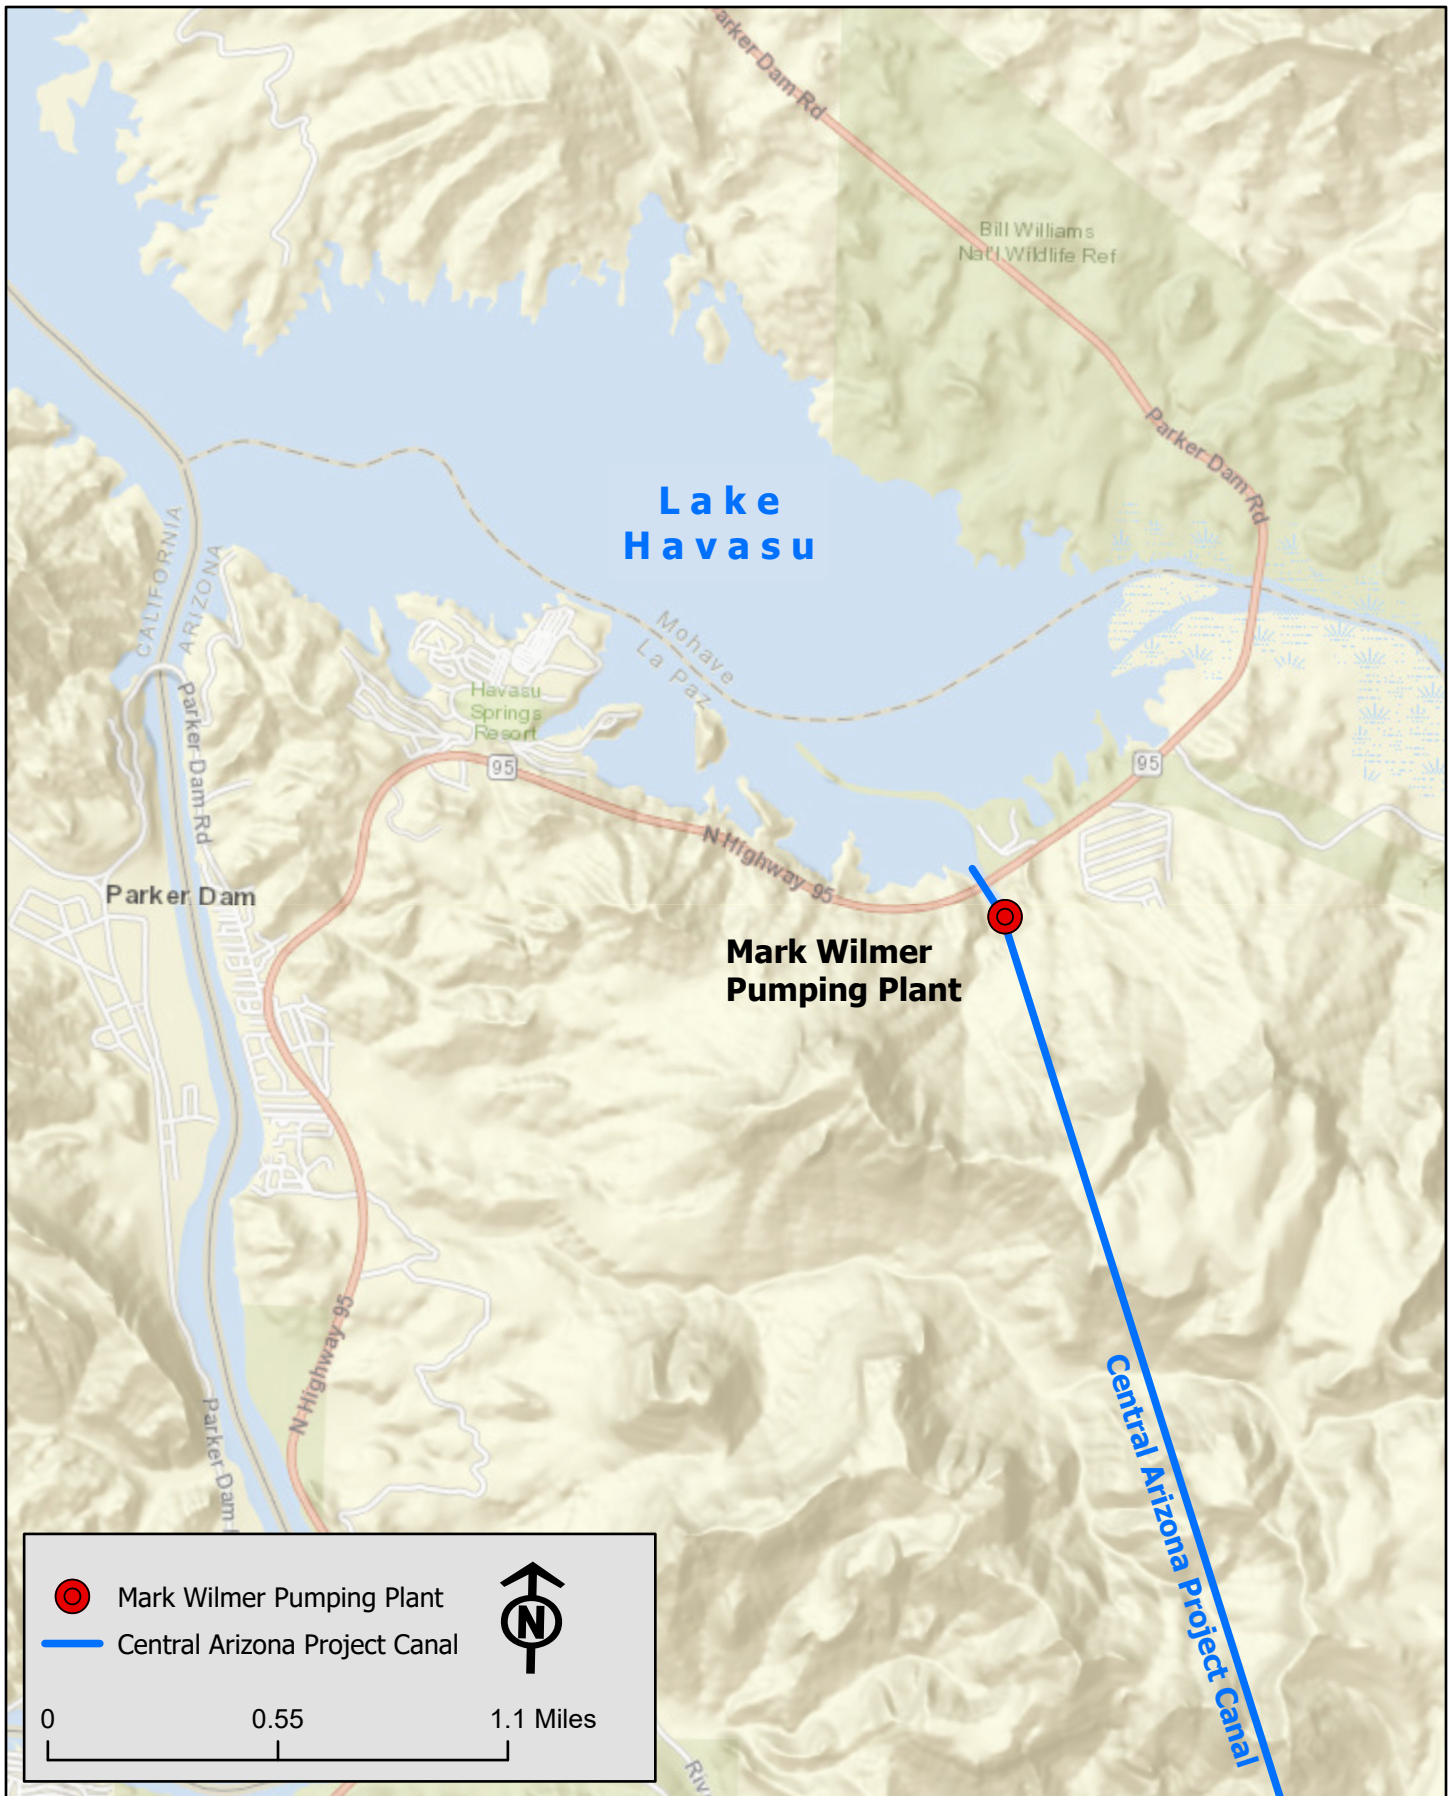 Parker Dam Rd
Bill Williams
Nat'l Wildlife Ref
Parker Dam Rd
Lake
Havasu
CALIFORNIA
ARIZONA
Mohave
La Paz
Havasu
Springs
Resort
Parker Dam Rd
95
95
N Highway 95
Parker Dam
Mark Wilmer
Pumping Plant
N Highway 95
Central Arizona Project Canal
Parker Dam
Mark Wilmer Pumping Plant
N
Central Arizona Project Canal
0
0.55
1.1 Miles
Riv